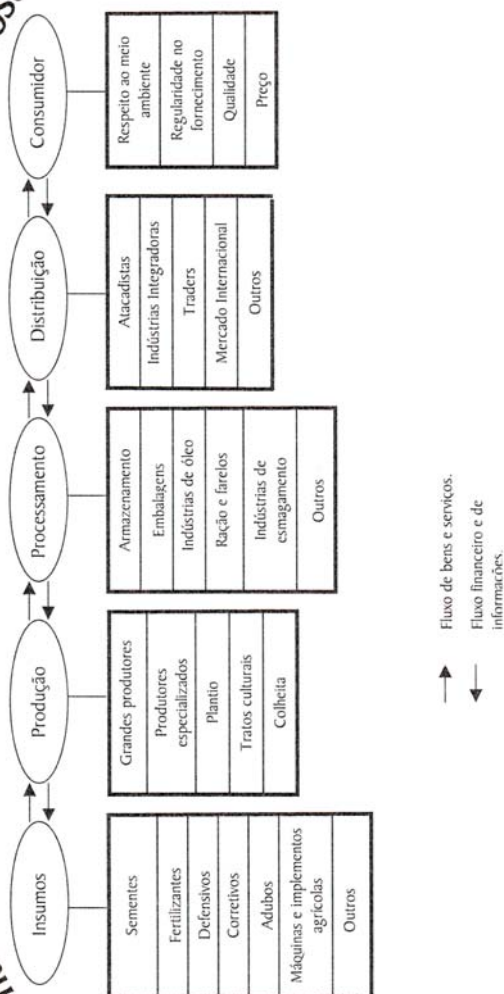 Insumos
Sementes
Fertilizantes
Defensivos
Corretivos
Adubos
Máquinas e implementos
agrícolas
Outros
Produção
Grandes produtores
Produtores
especializados
Plantio
Tratos culturais
Colheita
Processamento
Armazenamento
Embalagens
Indústrias de óleo
Ração e farelos
Indústrias de
esmagamento
Outros
Distribuição
Atacadistas
Indústrias Integradoras
Traders
Mercado Internacional
Outros
Consumidor
Respeito ao meio
ambiente
Regularidade no
fornecimento
Qualidade
Preço
Fluxo de bens e serviços.
Fluxo financeiro e de
informações.